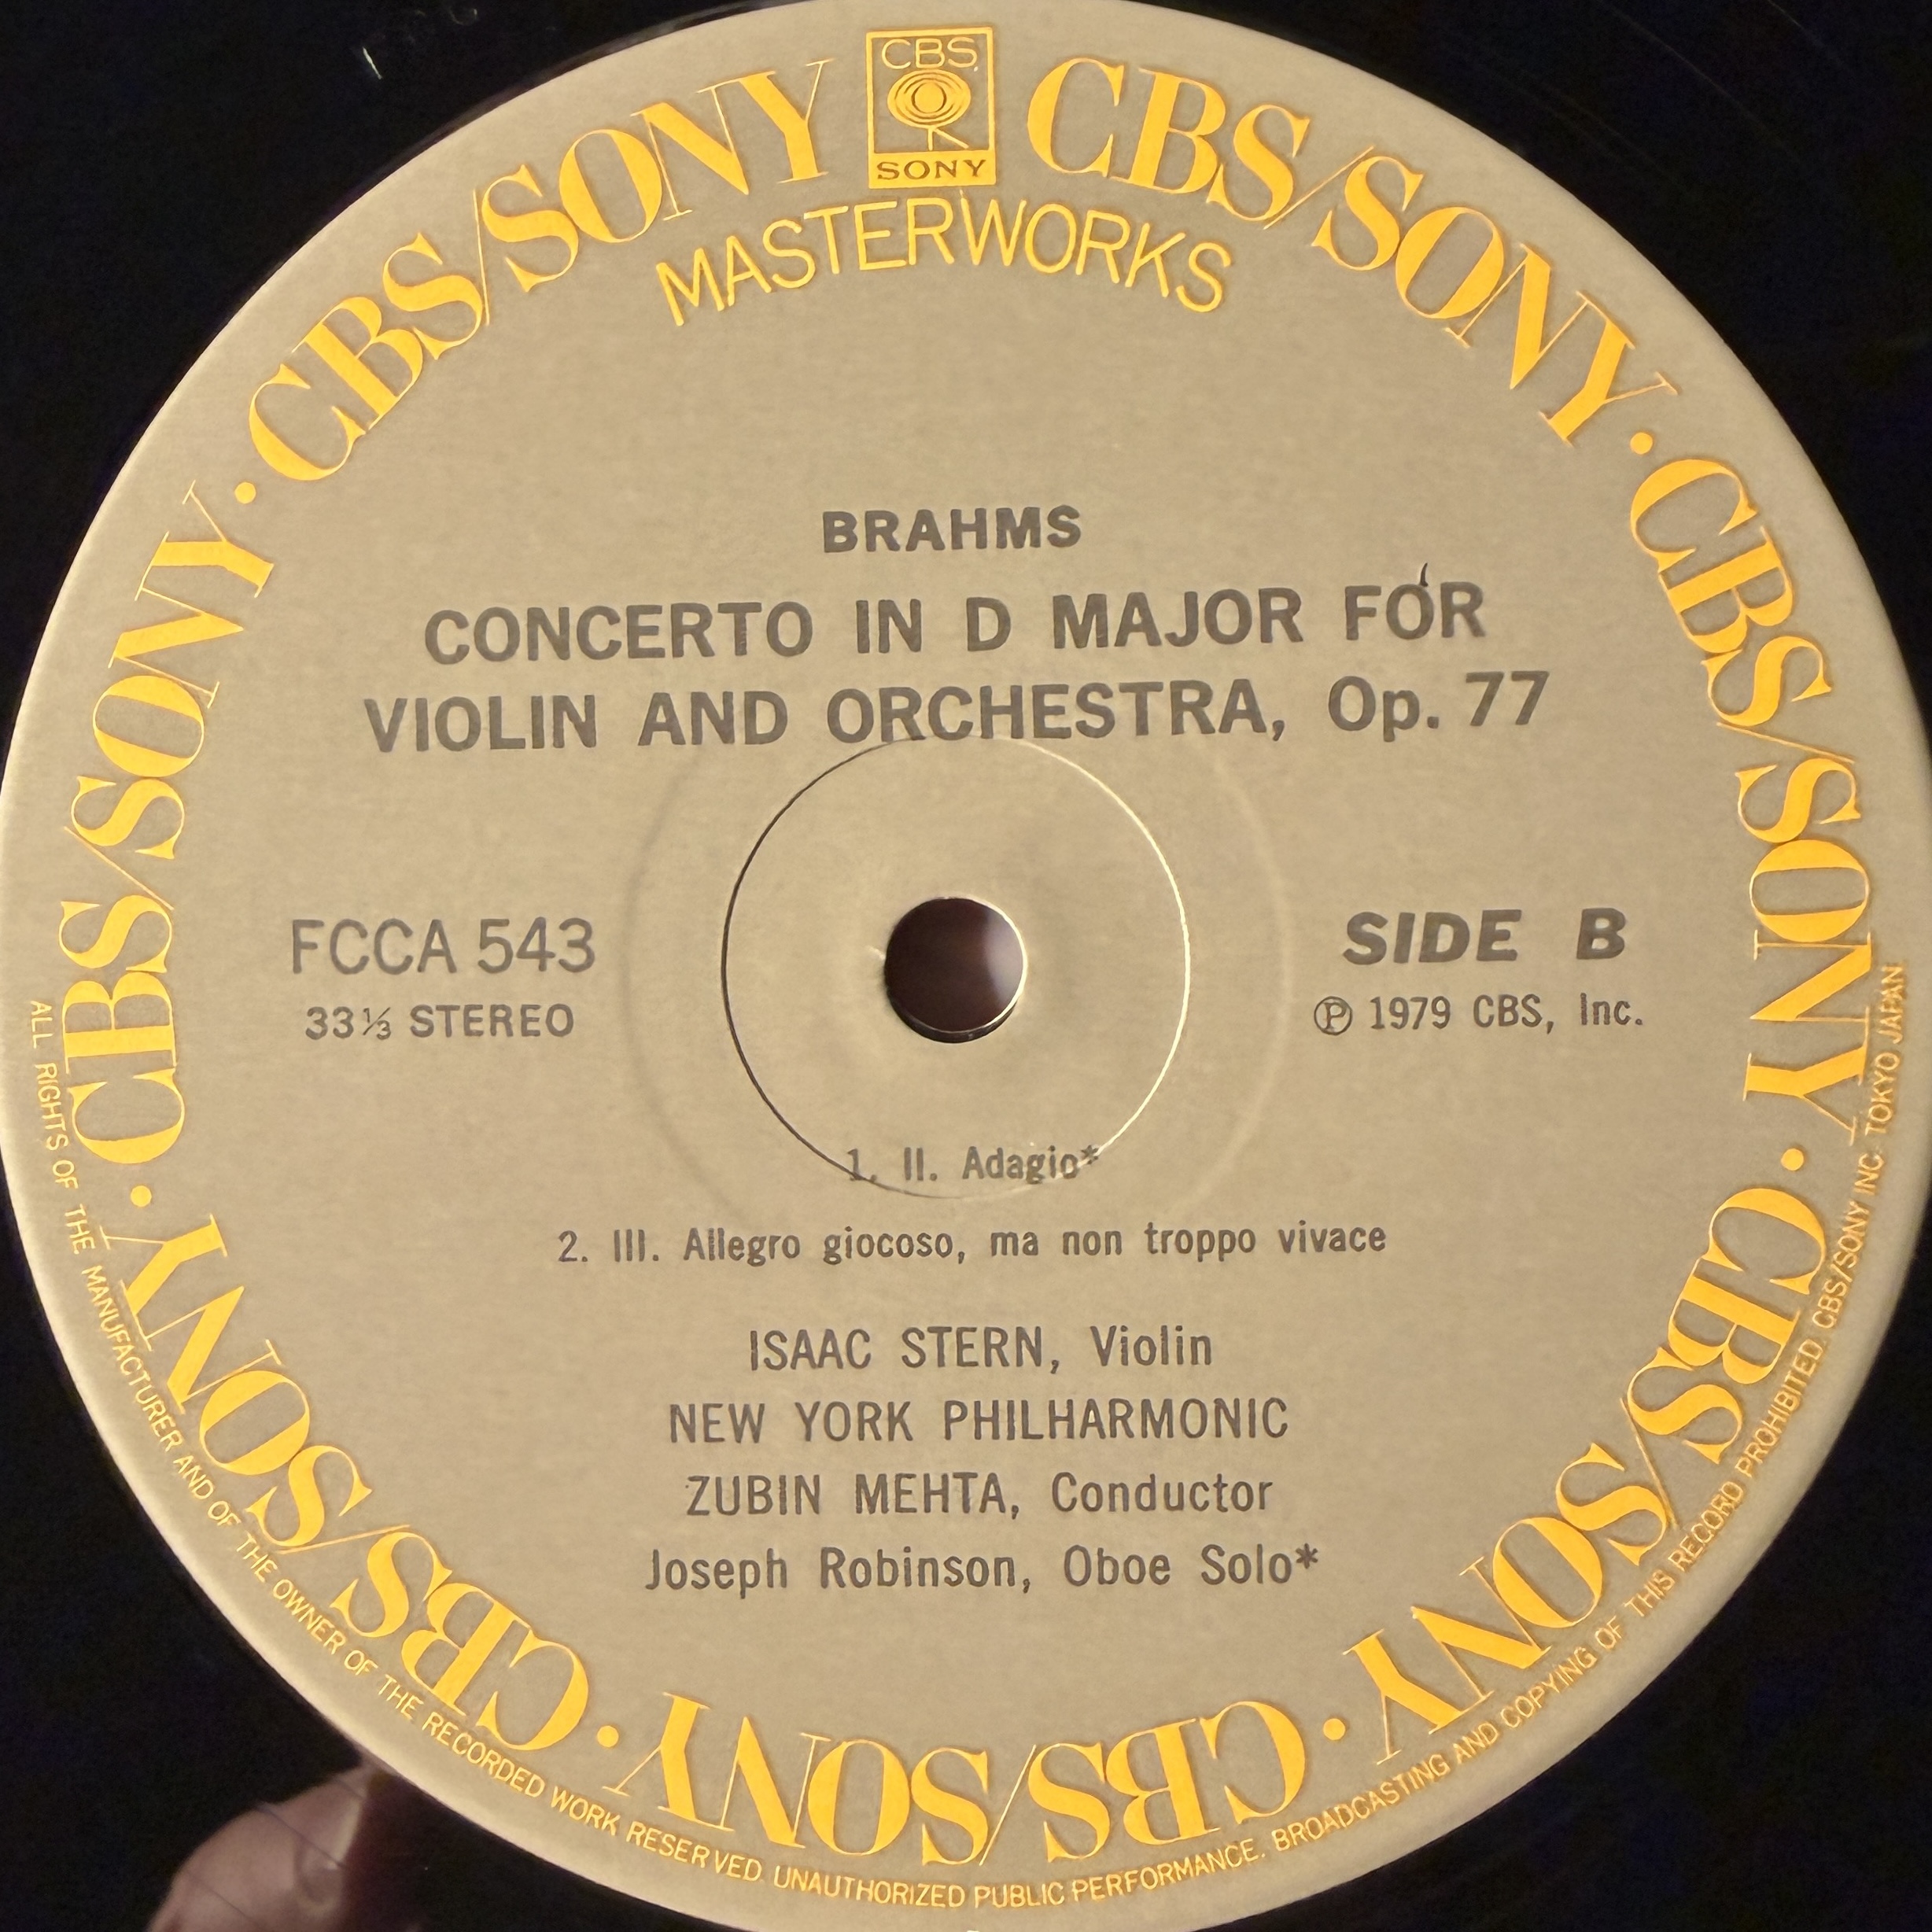 CBS
SONY
CBS/SONY · CBS/SONY · CBS/SONY · CBS/SONY · CBS/SONY · CBS/SONY · CBS/SONY · CBS/SONY
MASTERWORKS
BRAHMS
CONCERTO IN D MAJOR FOR
VIOLIN AND ORCHESTRA, Op. 77
FCCA 543
33⅓ STEREO
SIDE B
Ⓟ 1979 CBS, Inc.
1. II. Adagio*
2. III. Allegro giocoso, ma non troppo vivace
ISAAC STERN, Violin
NEW YORK PHILHARMONIC
ZUBIN MEHTA, Conductor
Joseph Robinson, Oboe Solo*
ALL RIGHTS OF THE MANUFACTURER AND OF THE OWNER OF THE RECORDED WORK RESERVED. UNAUTHORIZED PUBLIC PERFORMANCE. BROADCASTING AND COPYING OF THIS RECORD PROHIBITED. CBS/SONY INC. TOKYO JAPAN